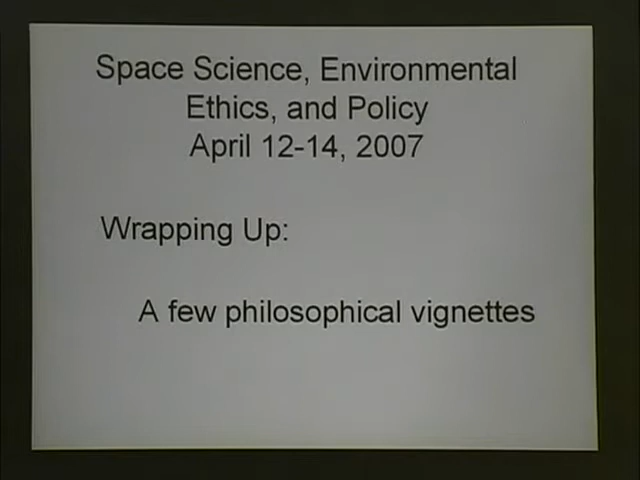 Space Science, Environmental
Ethics, and Policy
April 12-14, 2007
Wrapping Up:
A few philosophical vignettes